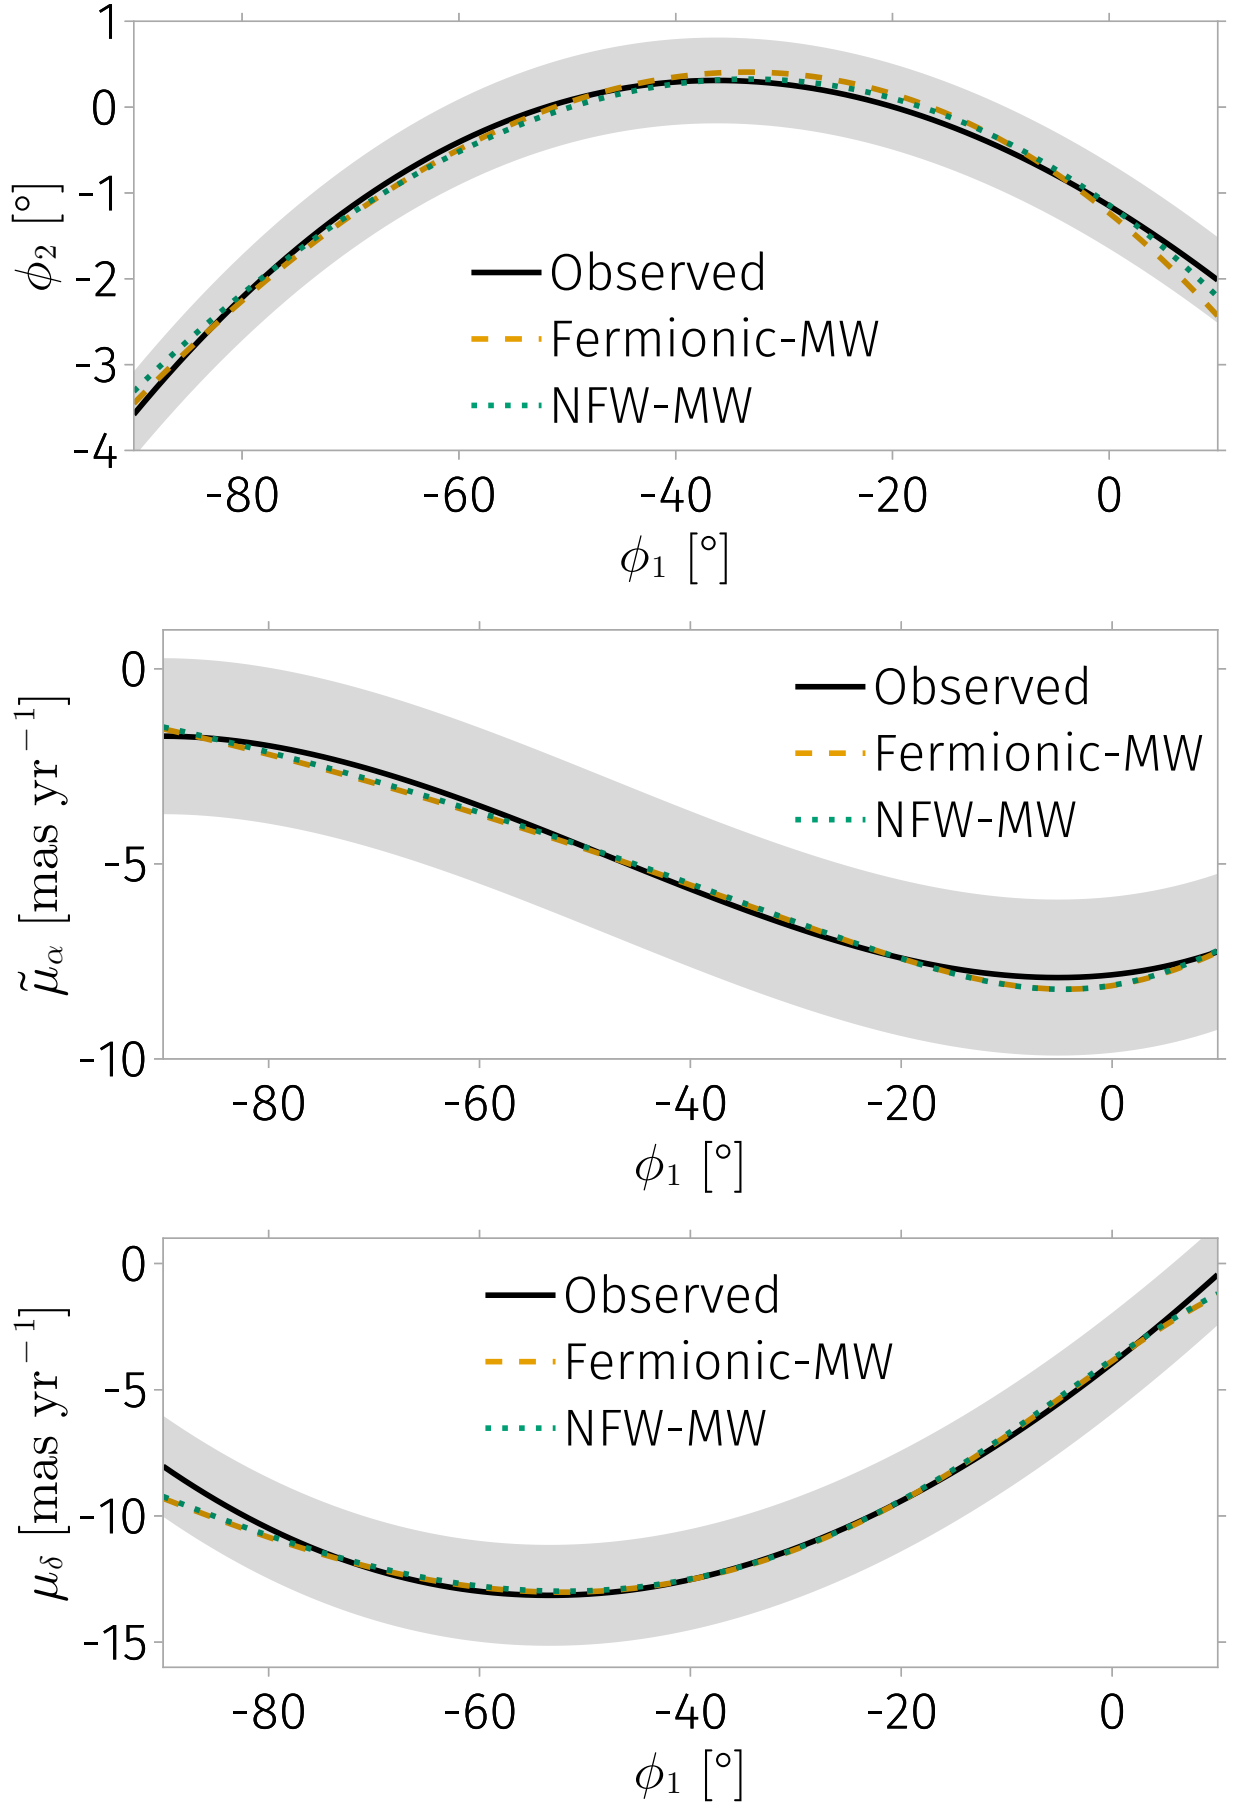 1
0
-1
-2
-3
-4
ϕ₂ [°]
Observed
Fermionic-MW
NFW-MW
-80 -60 -40 -20 0
ϕ₁ [°]
0
-5
-10
μ̃_α [mas yr⁻¹]
Observed
Fermionic-MW
NFW-MW
-80 -60 -40 -20 0
ϕ₁ [°]
0
-5
-10
-15
μ_δ [mas yr⁻¹]
Observed
Fermionic-MW
NFW-MW
-80 -60 -40 -20 0
ϕ₁ [°]